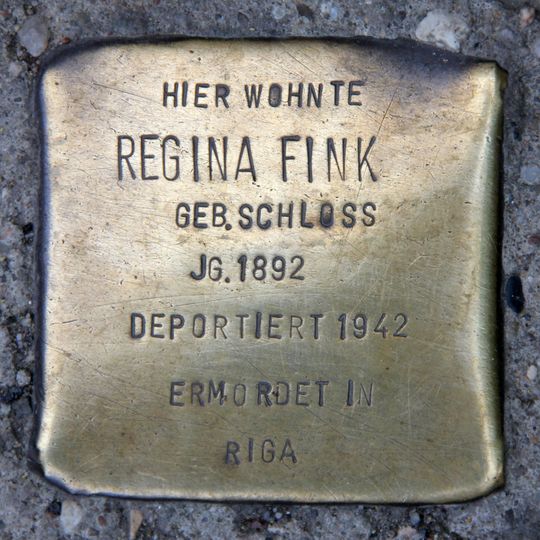 HIER WOHNTE
REGINA FINK
GEB. SCHLOSS
JG. 1892
DEPORTIERT 1942
ERMORDET IN
RIGA